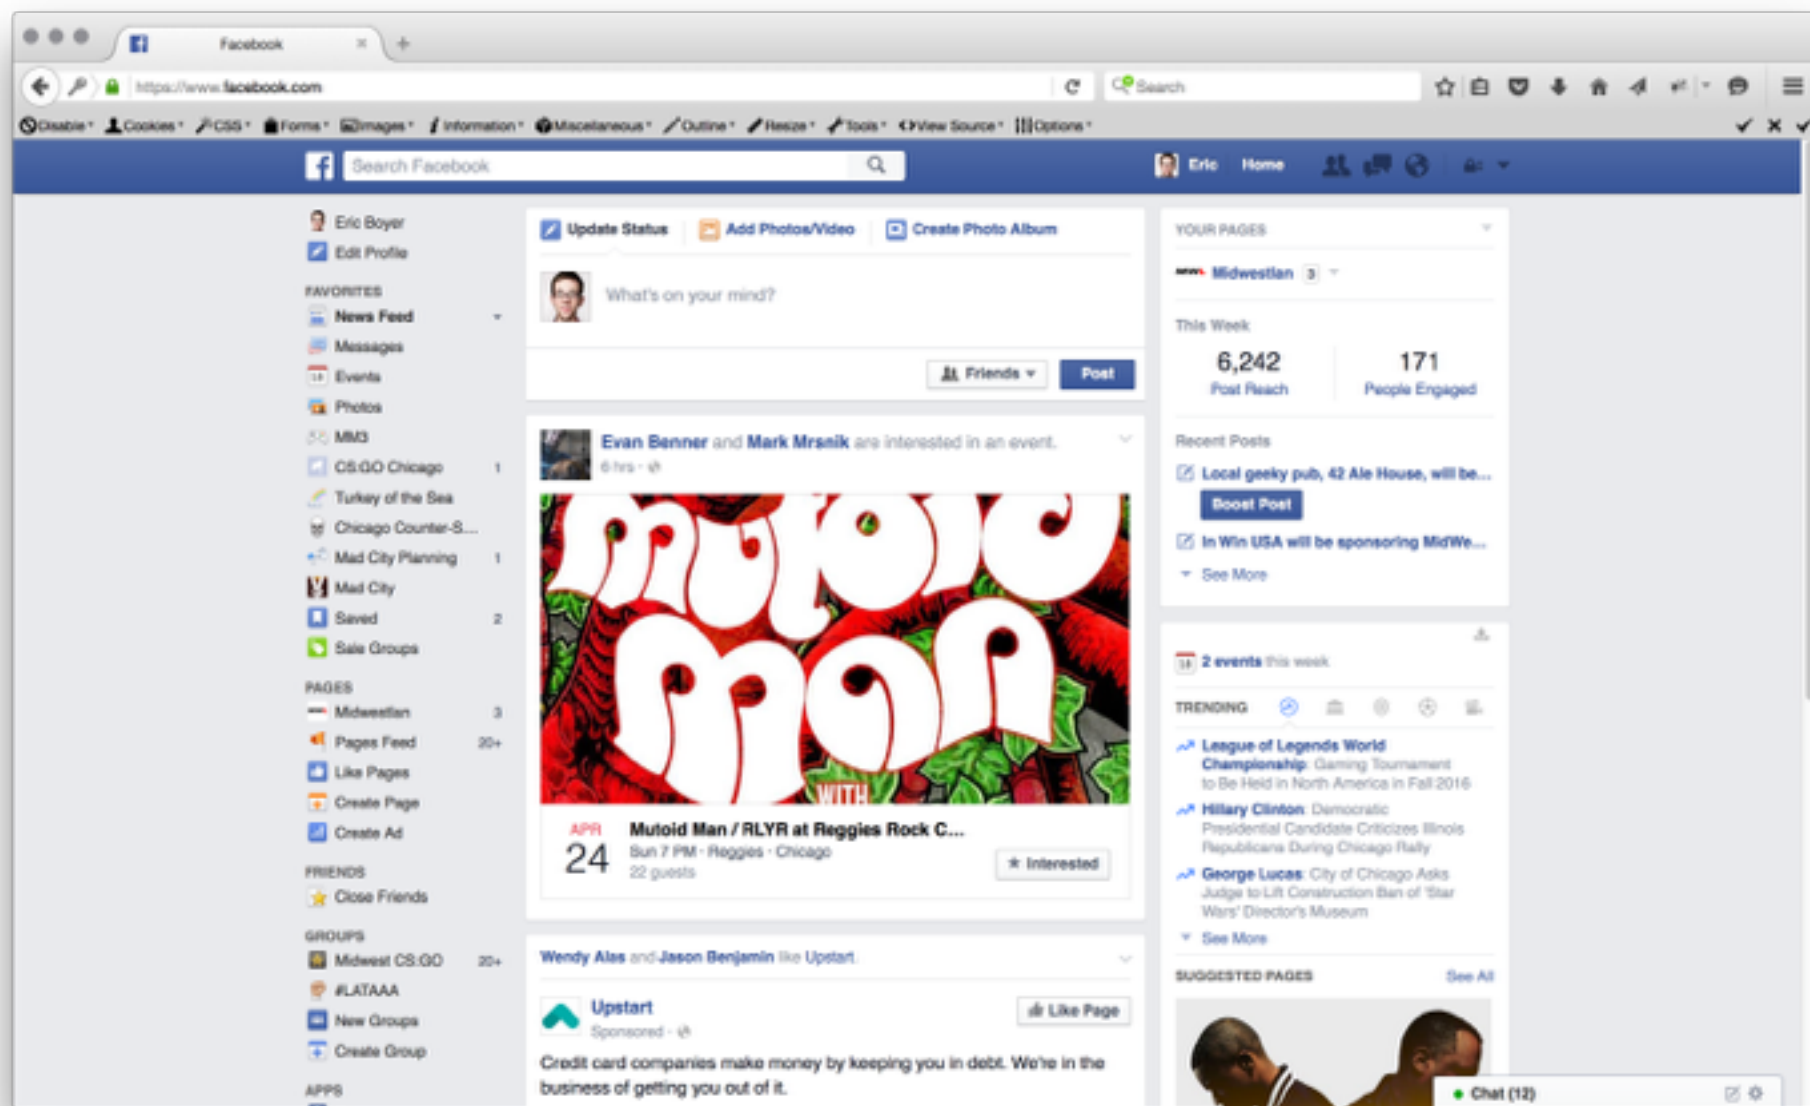 Facebook
https://www.facebook.com
Search
Disable
Cookies
CSS
Forms
Images
Information
Miscellaneous
Outline
Resize
Tools
View Source
Options
Search Facebook
Eric
Home
Eric Boyer
Edit Profile
FAVORITES
News Feed
Messages
Events
Photos
MM3
CS:GO Chicago 1
Turkey of the Sea
Chicago Counter-S...
Mad City Planning 1
Mad City
Saved 2
Sale Groups
PAGES
Midwestlan 3
Pages Feed 20+
Like Pages
Create Page
Create Ad
FRIENDS
Close Friends
GROUPS
Midwest CS:GO 20+
#LATAAA
New Groups
Create Group
APPS
Update Status
Add Photos/Video
Create Photo Album
What's on your mind?
Friends
Post
Evan Benner and Mark Mrsnik are interested in an event.
6 hrs
mutoid
man
WITH
APR
24
Mutoid Man / RLYR at Reggies Rock C...
Sun 7 PM · Reggies · Chicago
22 guests
Interested
Wendy Alas and Jason Benjamin like Upstart.
Upstart
Sponsored
Like Page
Credit card companies make money by keeping you in debt. We're in the
business of getting you out of it.
YOUR PAGES
Midwestlan 3
This Week
6,242
Post Reach
171
People Engaged
Recent Posts
Local geeky pub, 42 Ale House, will be...
Boost Post
In Win USA will be sponsoring MidWe...
See More
2 events this week
TRENDING
League of Legends World
Championship: Gaming Tournament
to Be Held in North America in Fall 2016
Hillary Clinton: Democratic
Presidential Candidate Criticizes Illinois
Republicans During Chicago Rally
George Lucas: City of Chicago Asks
Judge to Lift Construction Ban of 'Star
Wars' Director's Museum
See More
SUGGESTED PAGES
See All
Chat (12)